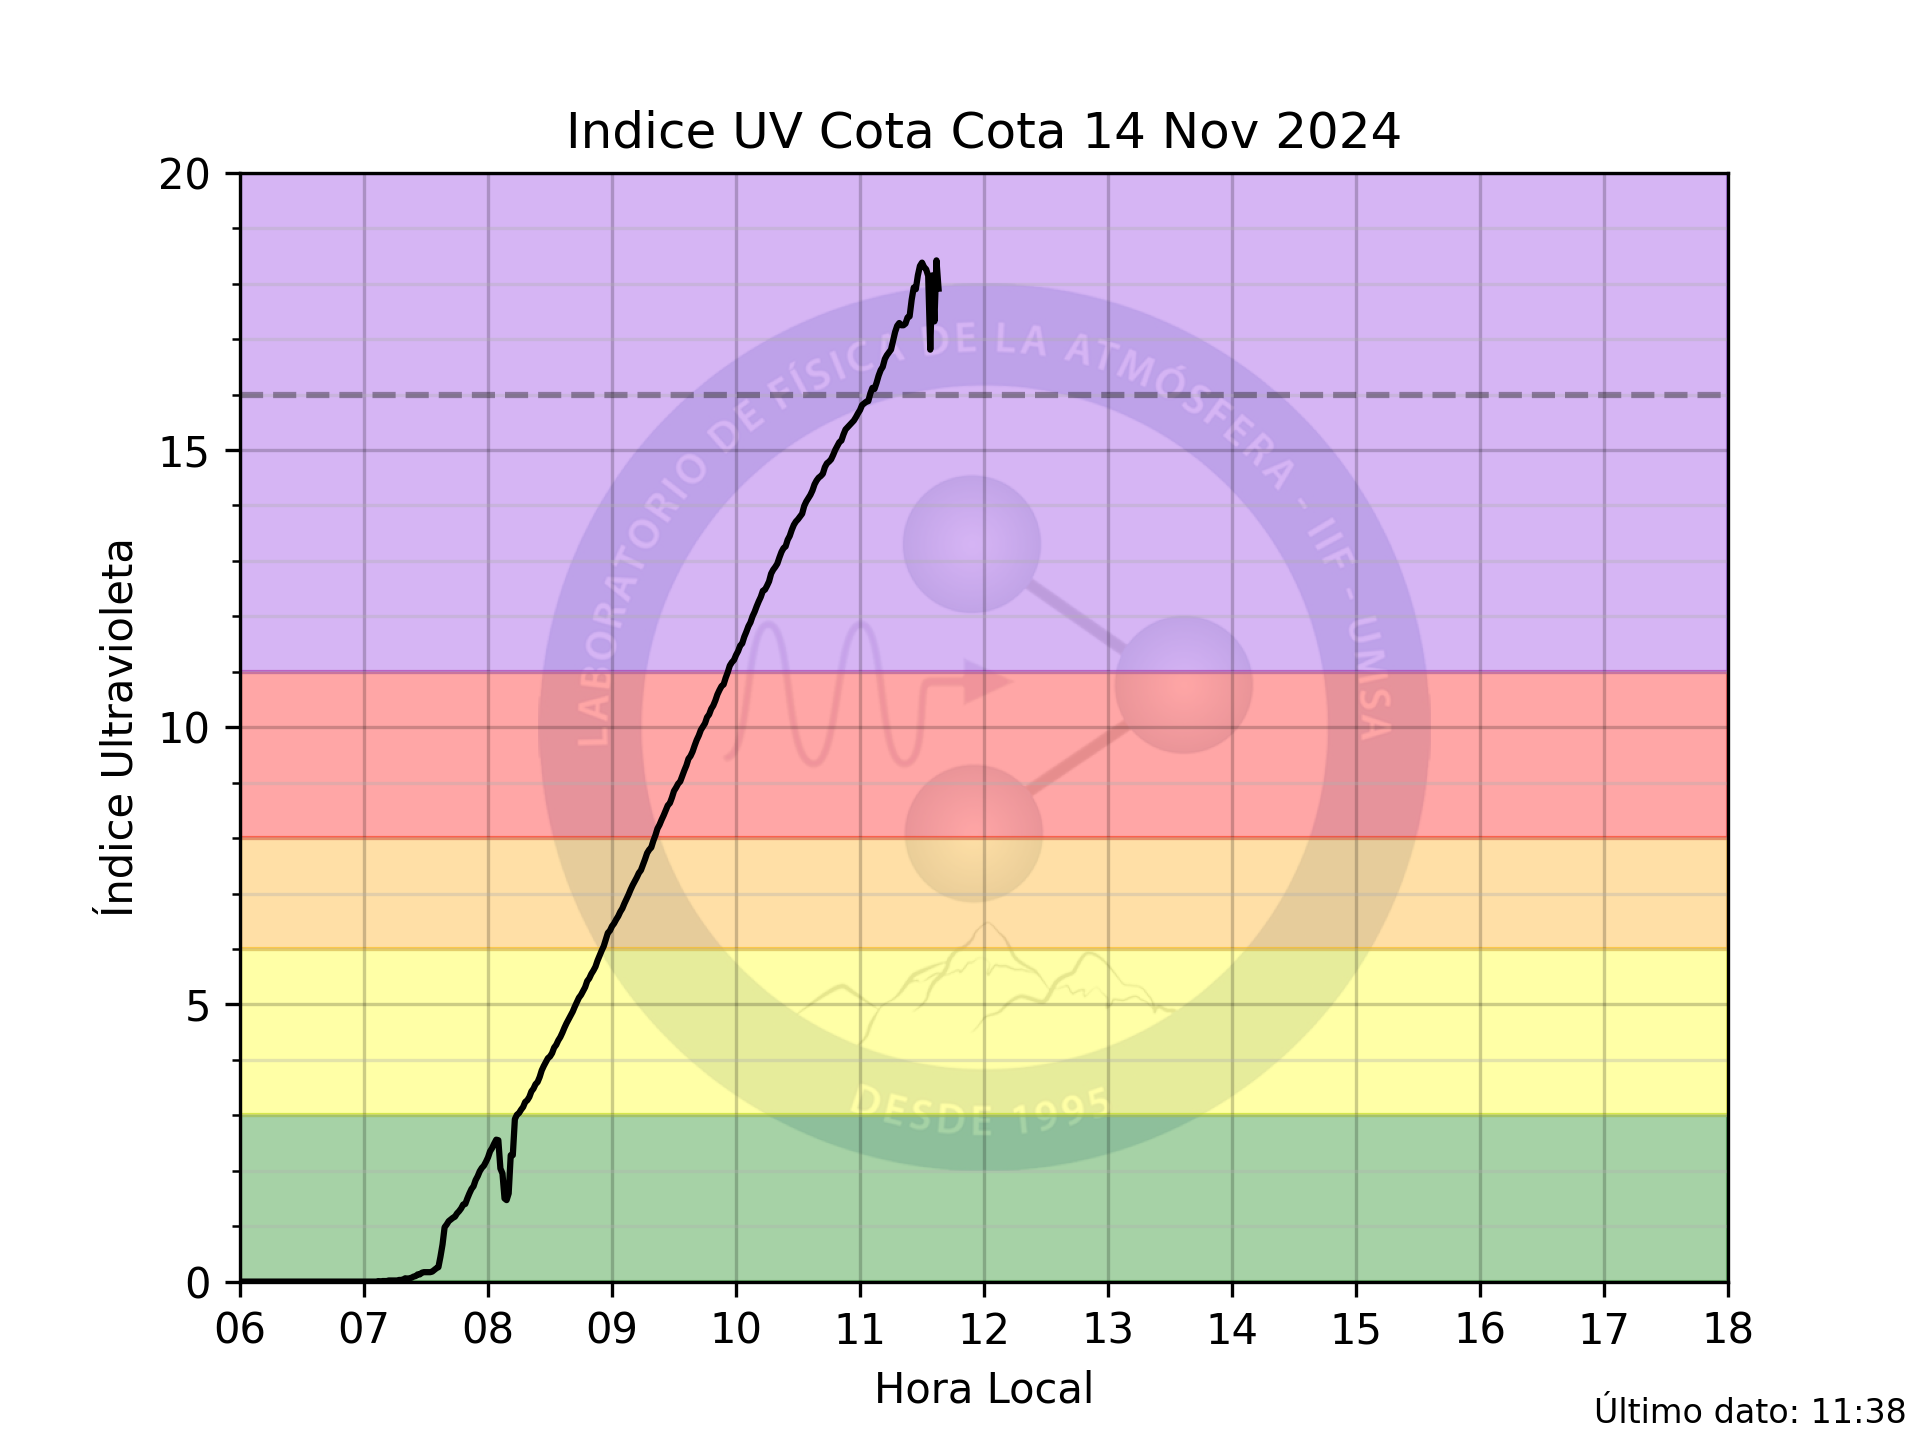 Indice UV Cota Cota 14 Nov 2024
20
15
10
5
0
Índice Ultravioleta
LABORATORIO DE FÍSICA DE LA ATMÓSFERA - IIF - UMSA
DESDE 1995
06 07 08 09 10 11 12 13 14 15 16 17 18
Hora Local
Último dato: 11:38